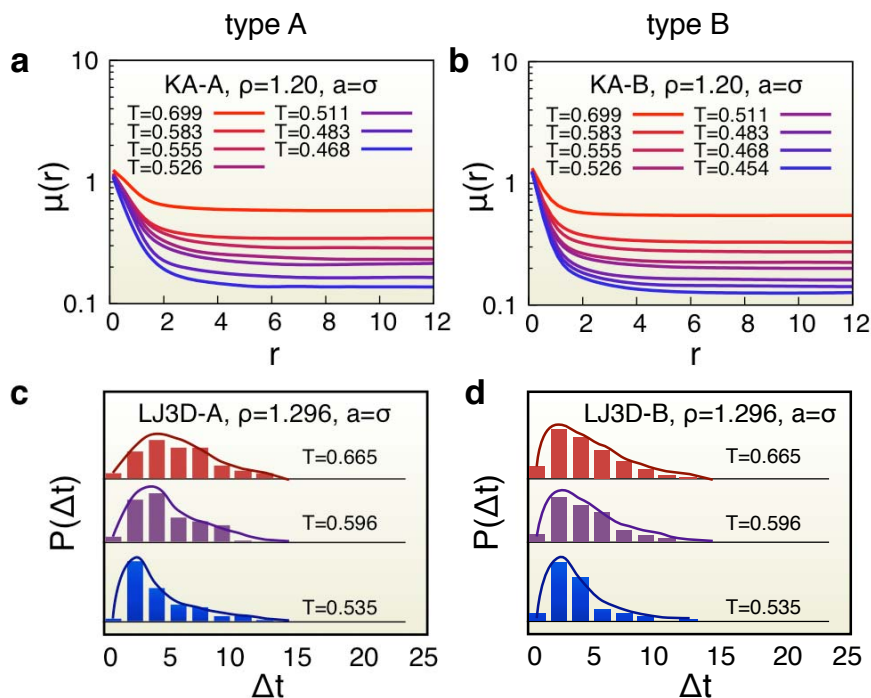 type A
type B
a
b
10
1
0.1
μ(r)
KA-A, ρ=1.20, a=σ
T=0.699
T=0.583
T=0.555
T=0.526
T=0.511
T=0.483
T=0.468
0 2 4 6 8 10 12
r
10
1
0.1
μ(r)
KA-B, ρ=1.20, a=σ
T=0.699
T=0.583
T=0.555
T=0.526
T=0.511
T=0.483
T=0.468
T=0.454
0 2 4 6 8 10 12
r
c
LJ3D-A, ρ=1.296, a=σ
P(Δt)
T=0.665
T=0.596
T=0.535
0 5 10 15 20 25
Δt
d
LJ3D-B, ρ=1.296, a=σ
P(Δt)
T=0.665
T=0.596
T=0.535
0 5 10 15 20 25
Δt